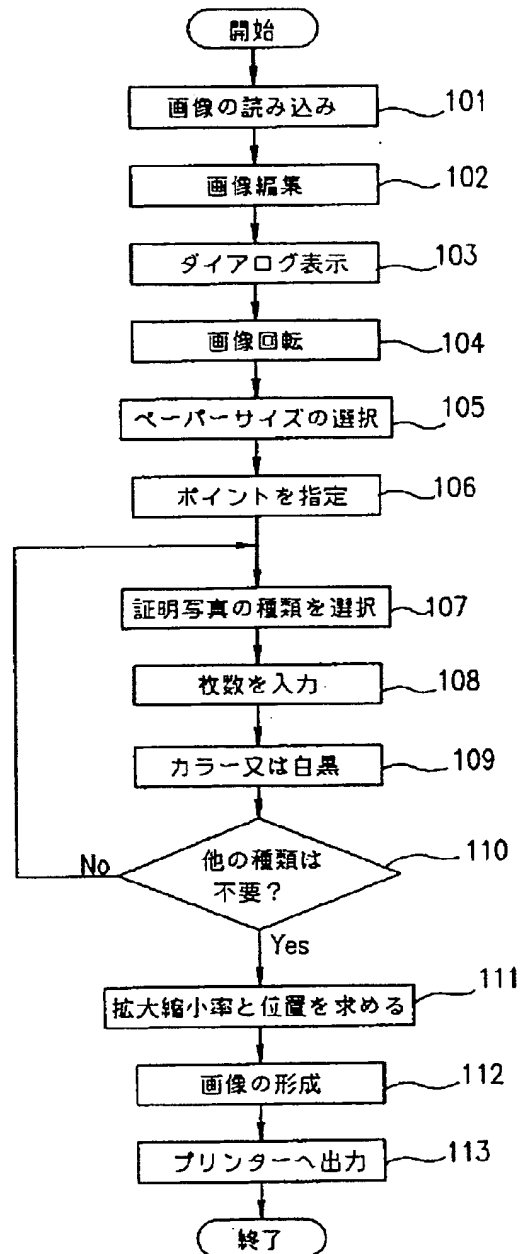 開始
画像の読み込み 101
画像編集 102
ダイアログ表示 103
画像回転 104
ペーパーサイズの選択 105
ポイントを指定 106
証明写真の種類を選択 107
枚数を入力 108
カラー又は白黒 109
他の種類は
不要? 110
No
Yes
拡大縮小率と位置を求める 111
画像の形成 112
プリンターへ出力 113
終了